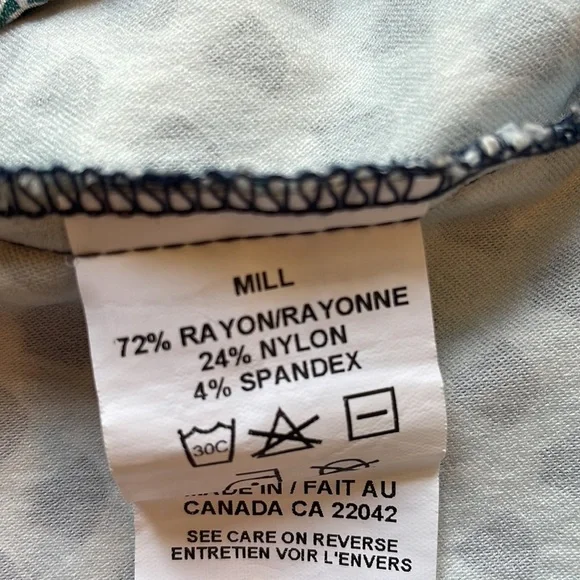 MILL
72% RAYON/RAYONNE
24% NYLON
4% SPANDEX
30C
MADE IN / FAIT AU
CANADA CA 22042
SEE CARE ON REVERSE
ENTRETIEN VOIR L'ENVERS